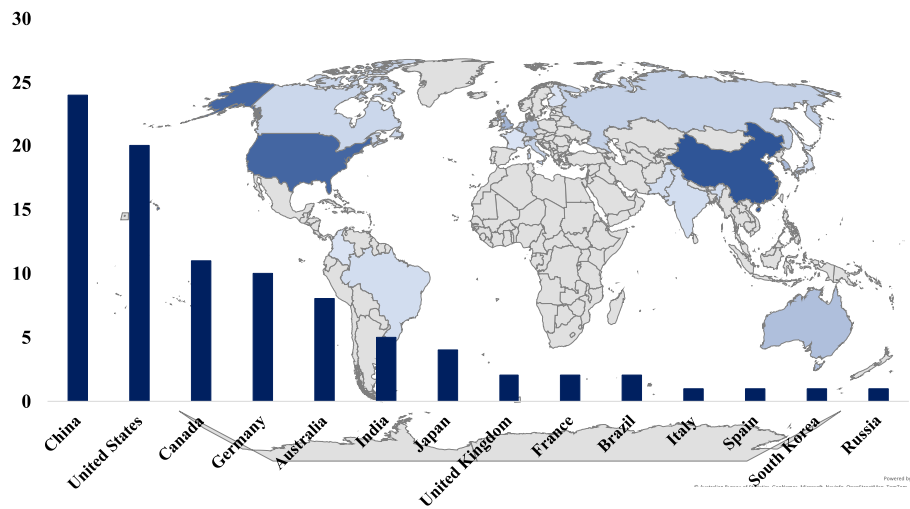 30
25
20
15
10
5
0
China
United States
Canada
Germany
Australia
India
Japan
United Kingdom
France
Brazil
Italy
Spain
South Korea
Russia
Powered by